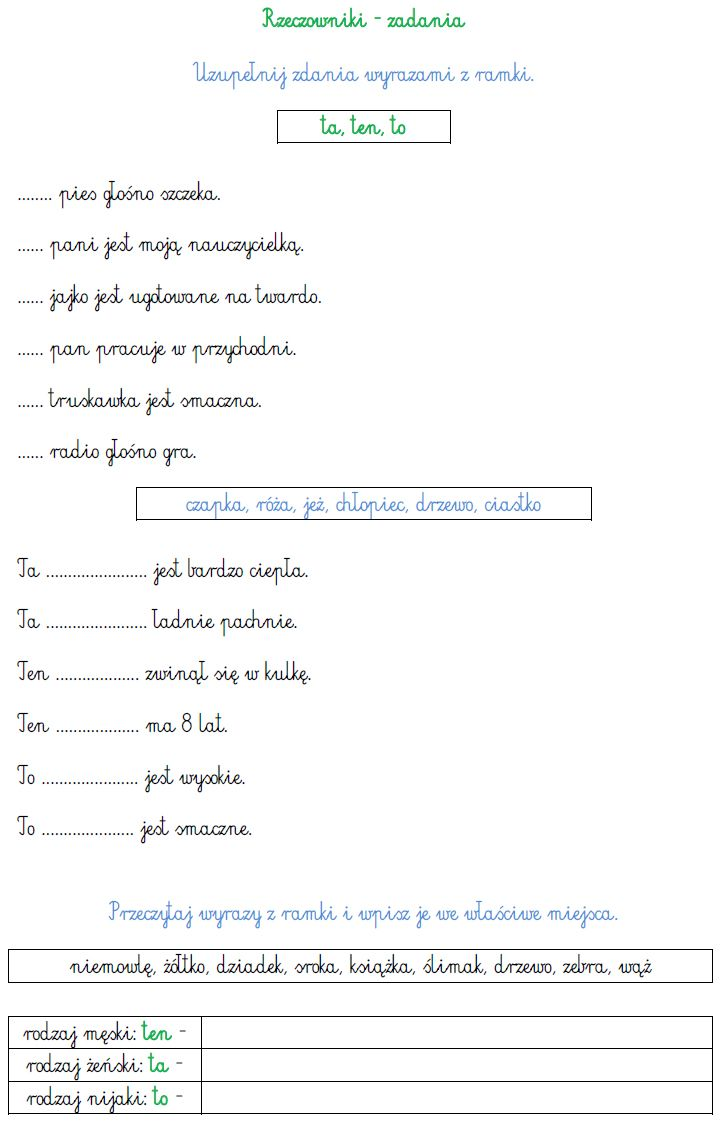 Rzeczowniki - zadania
Uzupełnij zdania wyrazami z ramki.
ta, ten, to
........ pies głośno szczeka.
...... pani jest moją nauczycielką.
...... jajko jest ugotowane na twardo.
...... pan pracuje w przychodni.
...... truskawka jest smaczna.
...... radio głośno gra.
czapka, róża, jeż, chłopiec, drzewo, ciastko
Ta ....................... jest bardzo ciepła.
Ta ....................... ładnie pachnie.
Ten ................... zwinął się w kulkę.
Ten ................... ma 8 lat.
To ...................... jest wysokie.
To ..................... jest smaczne.
Przeczytaj wyrazy z ramki i wpisz je we właściwe miejsca.
niemowlę, żółtko, dziadek, sroka, książka, ślimak, drzewo, zebra, wąż
rodzaj męski: ten -
rodzaj żeński: ta -
rodzaj nijaki: to -